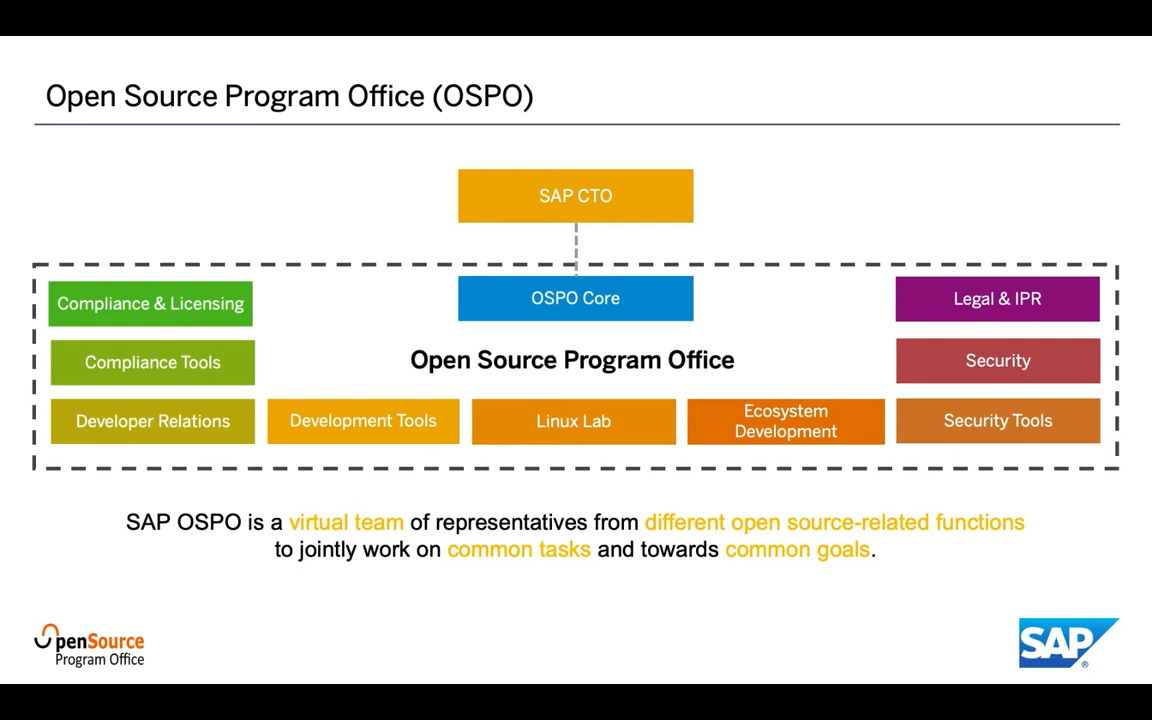 Open Source Program Office (OSPO)
SAP CTO
Compliance & Licensing
OSPO Core
Legal & IPR
Compliance Tools
Open Source Program Office
Security
Developer Relations
Development Tools
Linux Lab
Ecosystem
Development
Security Tools
SAP OSPO is a virtual team of representatives from different open source-related functions
to jointly work on common tasks and towards common goals.
OpenSource
Program Office
SAP®